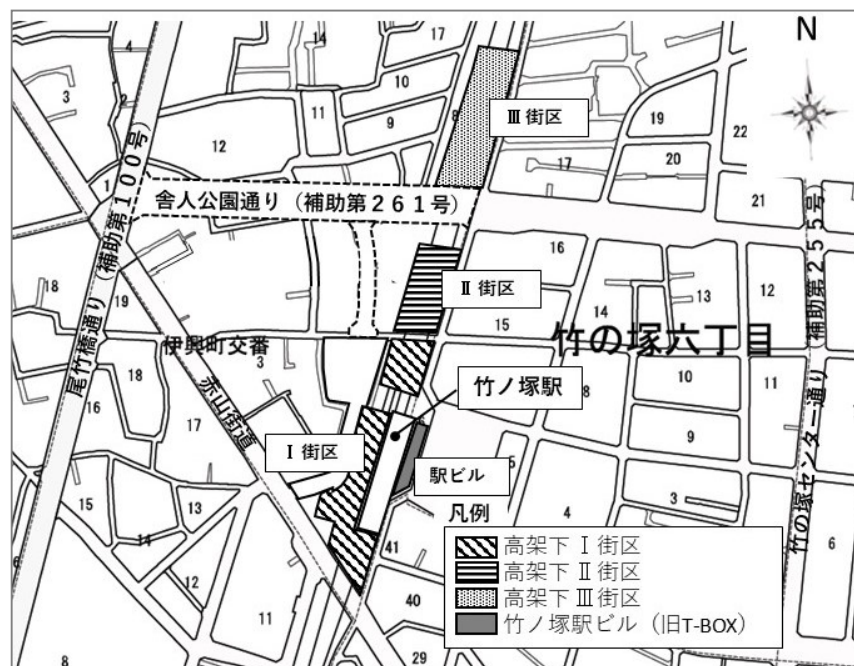 N
17
14
4
3
2
10
11
8
9
12
Ⅲ街区
19
22
20
17
1
舎人公園通り（補助第２６１号）
21
尾竹橋通り（補助第１００号）
補助第２５５号）
16
18
19
Ⅱ街区
14
13
12
15
伊興町交番
竹の塚六丁目
3
18
竹ノ塚駅
8
10
11
16
赤山街道
17
9
Ⅰ街区
駅ビル
5
竹の塚センター通り
15
13
3
14
凡例
4
6
高架下Ⅰ街区
高架下Ⅱ街区
高架下Ⅲ街区
竹ノ塚駅ビル（旧T-BOX）
41
12
40
11
29
8